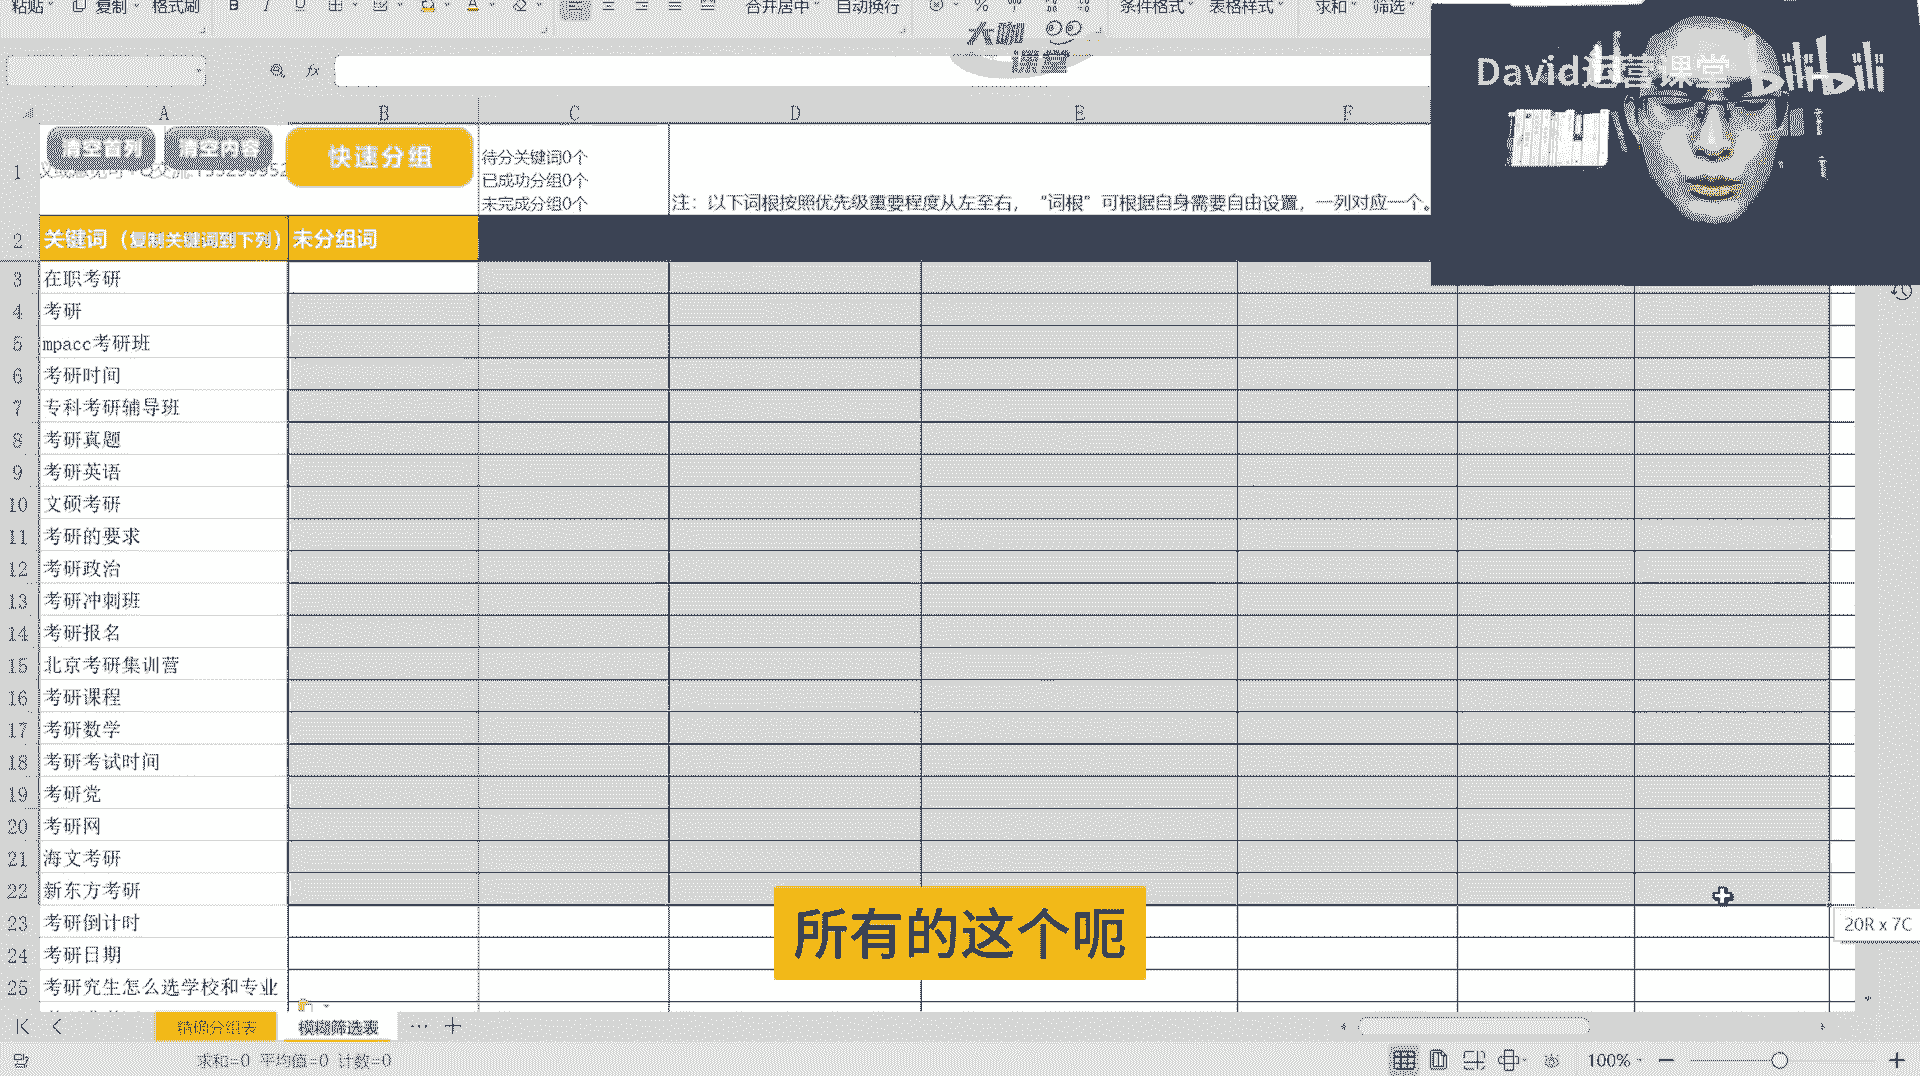 粘贴 复制 格式刷 B I U 合并居中 自动换行 % 条件格式 表格样式 求和 筛选
大咖
课堂
fx
David运营课堂 bilibili
A B C D E F
清空首列 清空内容 快速分组
待分关键词0个
已成功分组0个
未完成分组0个
注：以下词根按照优先级重要程度从左至右，“词根”可根据自身需要自由设置，一列对应一个。
1
2 关键词（复制关键词到下列） 未分组词
3 在职考研
4 考研
5 mpacc考研班
6 考研时间
7 专科考研辅导班
8 考研真题
9 考研英语
10 文硕考研
11 考研的要求
12 考研政治
13 考研冲刺班
14 考研报名
15 北京考研集训营
16 考研课程
17 考研数学
18 考研考试时间
19 考研党
20 考研网
21 海文考研
22 新东方考研
23 考研倒计时
24 考研日期
25 考研究生怎么选学校和专业
所有的这个呃
20R x 7C
精确分组表 模糊筛选表 ··· +
求和=0 平均值=0 计数=0
100%